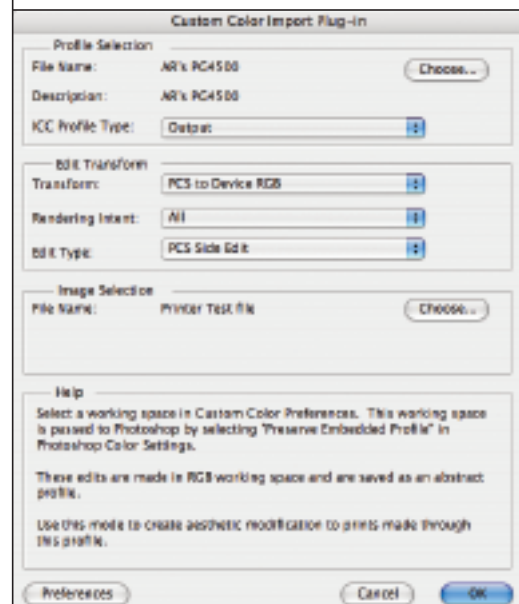 Custom Color Import Plug-in
Profile Selection
File Name: AR's PG4500 Choose...
Description: AR's PG4500
ICC Profile Type: Output
Edit Transform
Transform: PCS to Device RGB
Rendering Intent: All
Edit Type: PCS Side Edit
Image Selection
File Name: Printer Test file Choose...
Help
Select a working space in Custom Color Preferences. This working space
is passed to Photoshop by selecting "Preserve Embedded Profile" in
Photoshop Color Settings.
These edits are made in RGB working space and are saved as an abstract
profile.
Use this mode to create aesthetic modification to prints made through
this profile.
Preferences Cancel OK